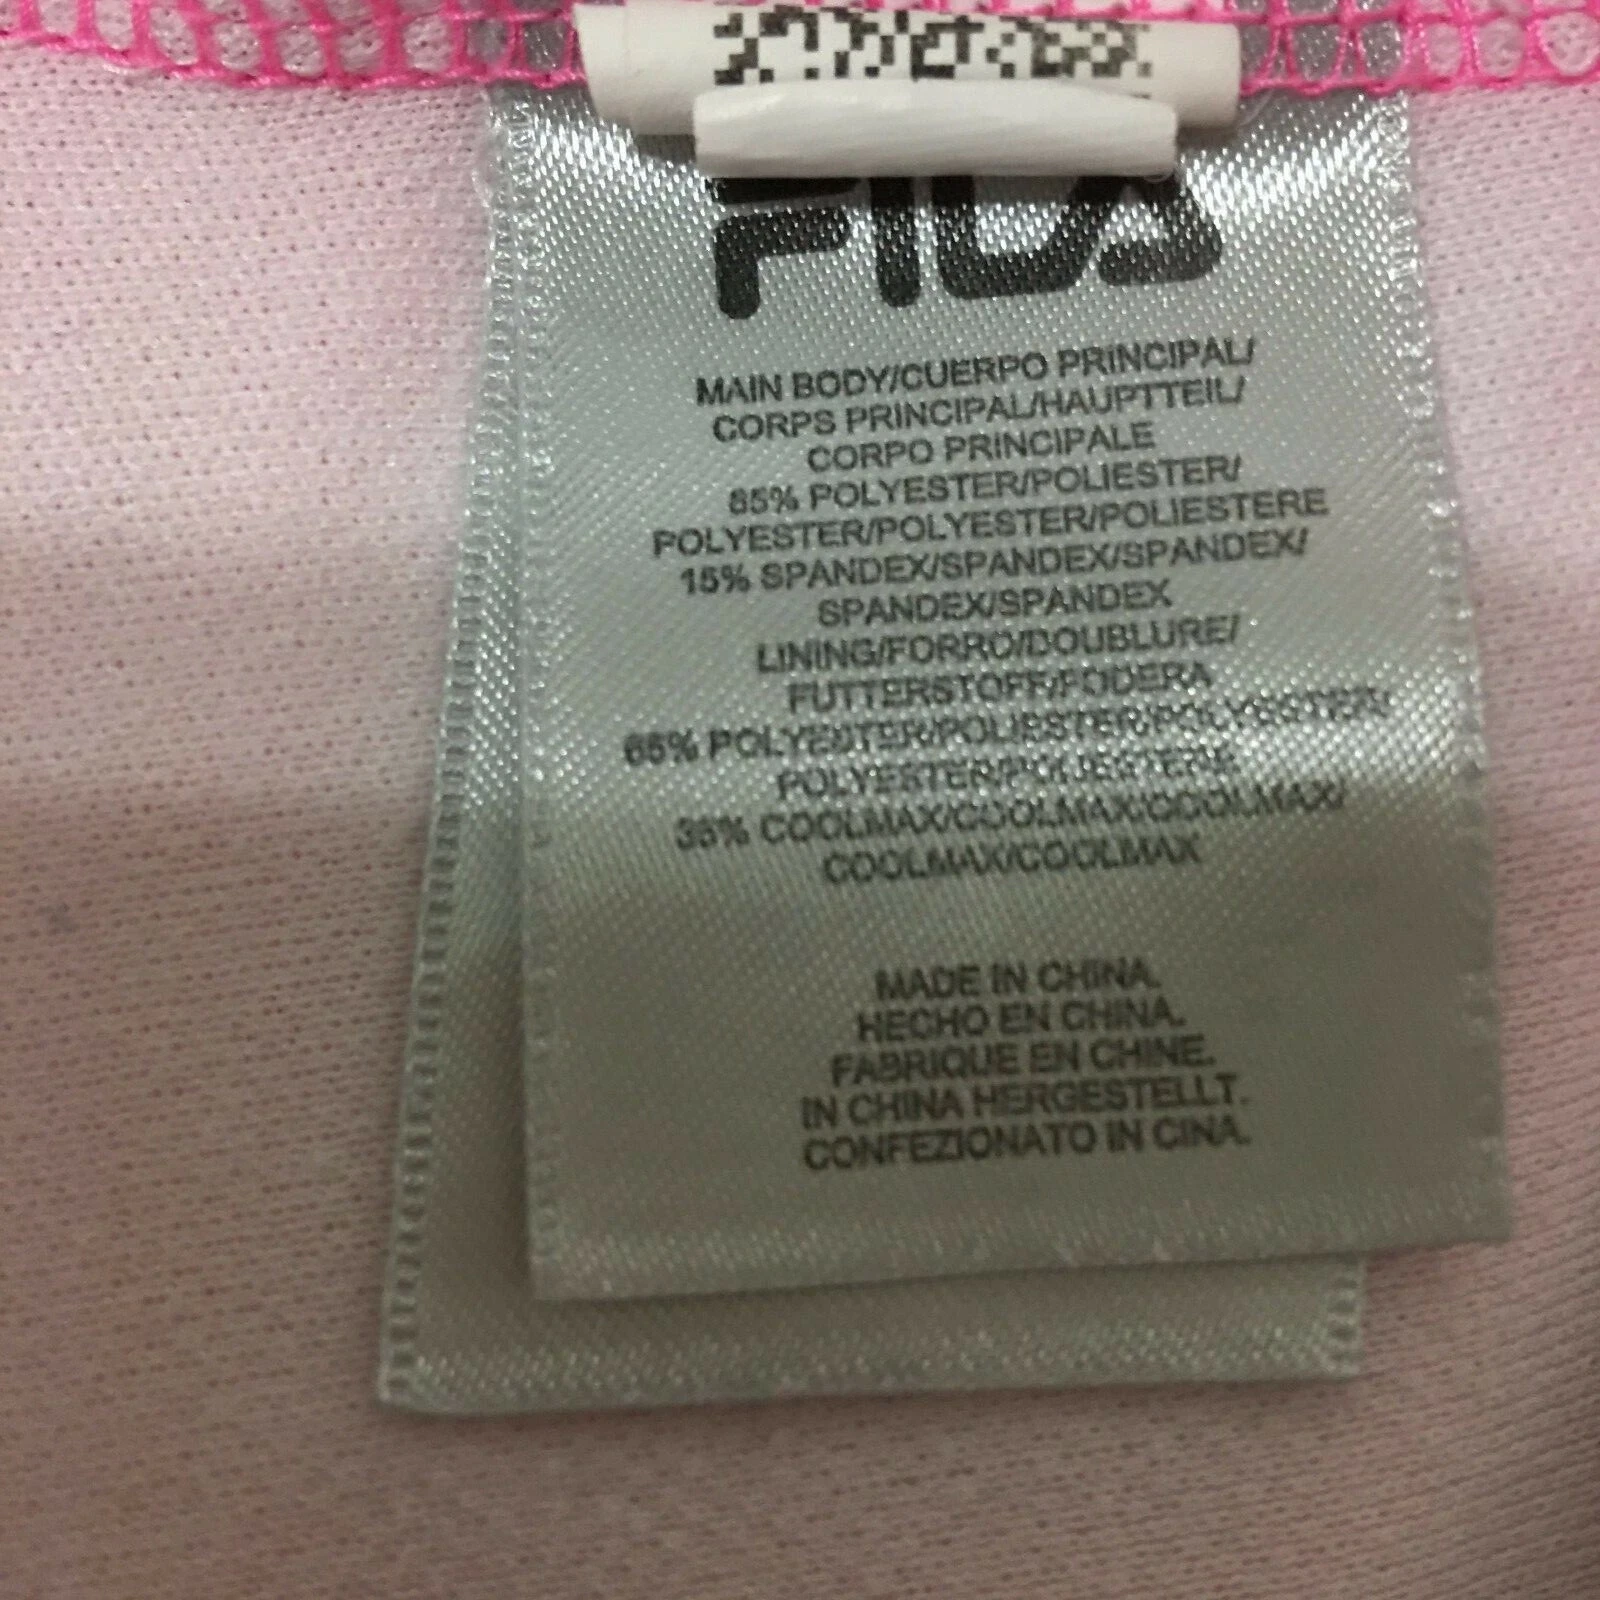 FILA
MAIN BODY/CUERPO PRINCIPAL/
CORPS PRINCIPAL/HAUPTTEIL/
CORPO PRINCIPALE
85% POLYESTER/POLIESTER/
POLYESTER/POLYESTER/POLIESTERE
15% SPANDEX/SPANDEX/SPANDEX/
SPANDEX/SPANDEX
LINING/FORRO/DOUBLURE/
FUTTERSTOFF/FODERA
65% POLYESTER/POLIESTER/POLYESTER/
POLYESTER/POLIESTERE
35% COOLMAX/COOLMAX/COOLMAX/
COOLMAX/COOLMAX
MADE IN CHINA.
HECHO EN CHINA.
FABRIQUE EN CHINE.
IN CHINA HERGESTELLT.
CONFEZIONATO IN CINA.